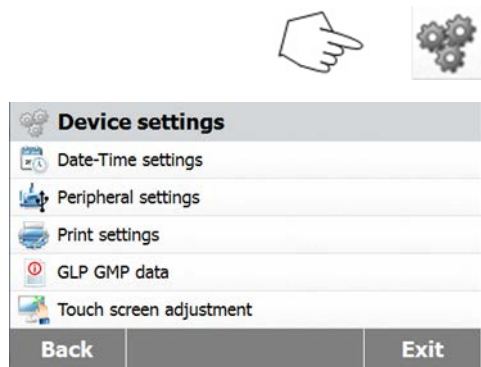 Device settings
Date-Time settings
Peripheral settings
Print settings
GLP GMP data
Touch screen adjustment
Back Exit